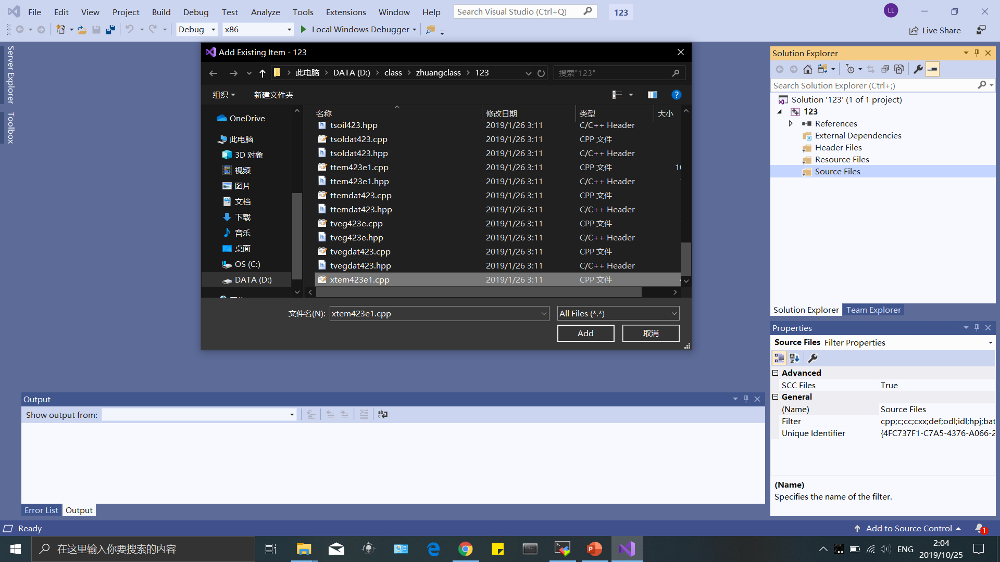 File Edit View Project Build Debug Test Analyze Tools Extensions Window Help Search Visual Studio (Ctrl+Q) 123 LL
Debug x86 Local Windows Debugger Live Share
Server Explorer
Toolbox
Add Existing Item - 123
此电脑 DATA (D:) class zhuangclass 123 搜索"123"
组织 新建文件夹
名称 修改日期 类型 大小
OneDrive
此电脑
3D 对象
视频
图片
文档
下载
音乐
桌面
OS (C:)
DATA (D:)
tsoil423.hpp 2019/1/26 3:11 C/C++ Header
tsoldat423.cpp 2019/1/26 3:11 CPP 文件
tsoldat423.hpp 2019/1/26 3:11 C/C++ Header
ttem423e1.cpp 2019/1/26 3:11 CPP 文件
ttem423e1.hpp 2019/1/26 3:11 C/C++ Header
ttemdat423.cpp 2019/1/26 3:11 CPP 文件
ttemdat423.hpp 2019/1/26 3:11 C/C++ Header
tveg423e.cpp 2019/1/26 3:11 CPP 文件
tveg423e.hpp 2019/1/26 3:11 C/C++ Header
tvegdat423.cpp 2019/1/26 3:11 CPP 文件
tvegdat423.hpp 2019/1/26 3:11 C/C++ Header
xtem423e1.cpp 2019/1/26 3:11 CPP 文件
文件名(N): xtem423e1.cpp All Files (*.*)
Add 取消
Solution Explorer
Search Solution Explorer (Ctrl+;)
Solution '123' (1 of 1 project)
123
References
External Dependencies
Header Files
Resource Files
Source Files
Solution Explorer Team Explorer
Properties
Source Files Filter Properties
Advanced
SCC Files True
General
(Name) Source Files
Filter cpp;c;cc;cxx;def;odl;idl;hpj;bat
Unique Identifier {4FC737F1-C7A5-4376-A066-2
(Name)
Specifies the name of the filter.
Output
Show output from:
Error List Output
Ready Add to Source Control 1
在这里输入你要搜索的内容 ENG 2:04
2019/10/25